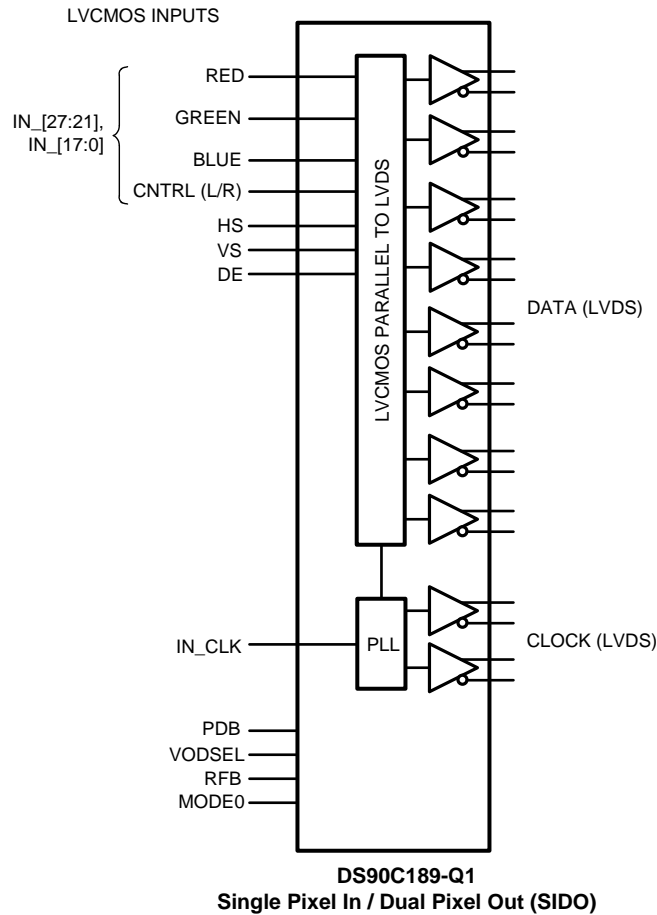 LVCMOS INPUTS
RED
GREEN
IN_[27:21],
IN_[17:0]
BLUE
CNTRL (L/R)
HS
VS
DE
LVCMOS PARALLEL TO LVDS
DATA (LVDS)
IN_CLK
PLL
CLOCK (LVDS)
PDB
VODSEL
RFB
MODE0
DS90C189-Q1
Single Pixel In / Dual Pixel Out (SIDO)